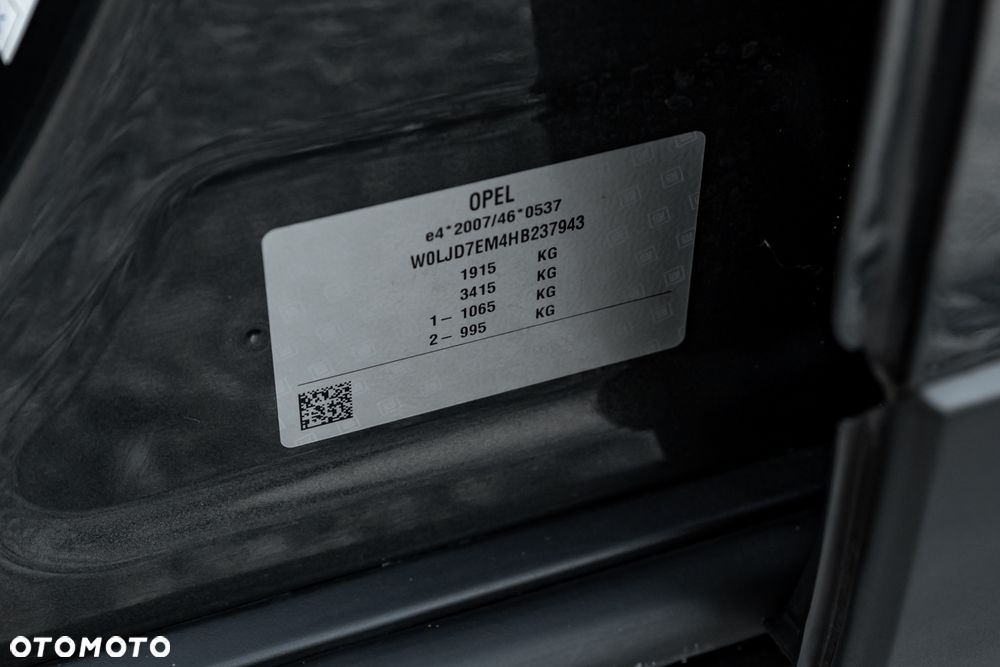 OPEL
e4*2007/46*0537
W0LJD7EM4HB237943
1915 KG
3415 KG
1– 1065 KG
2– 995 KG
OTOMOTO